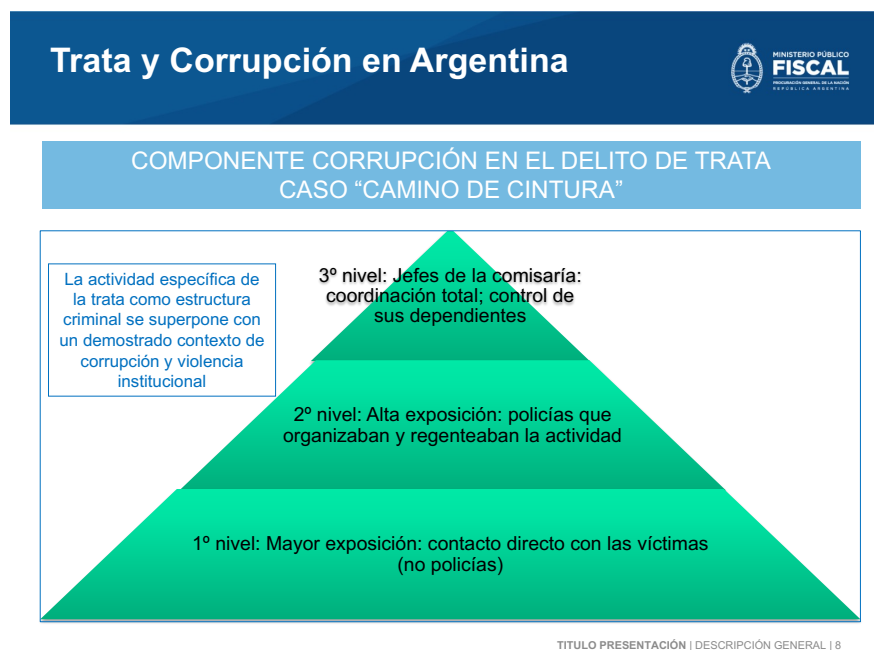 Trata y Corrupción en Argentina
MINISTERIO PÚBLICO
FISCAL
PROCURACIÓN GENERAL DE LA NACIÓN
REPÚBLICA ARGENTINA
COMPONENTE CORRUPCIÓN EN EL DELITO DE TRATA
CASO “CAMINO DE CINTURA”
La actividad específica de
la trata como estructura
criminal se superpone con
un demostrado contexto de
corrupción y violencia
institucional
3º nivel: Jefes de la comisaría:
coordinación total; control de
sus dependientes
2º nivel: Alta exposición: policías que
organizaban y regenteaban la actividad
1º nivel: Mayor exposición: contacto directo con las víctimas
(no policías)
TITULO PRESENTACIÓN | DESCRIPCIÓN GENERAL | 8